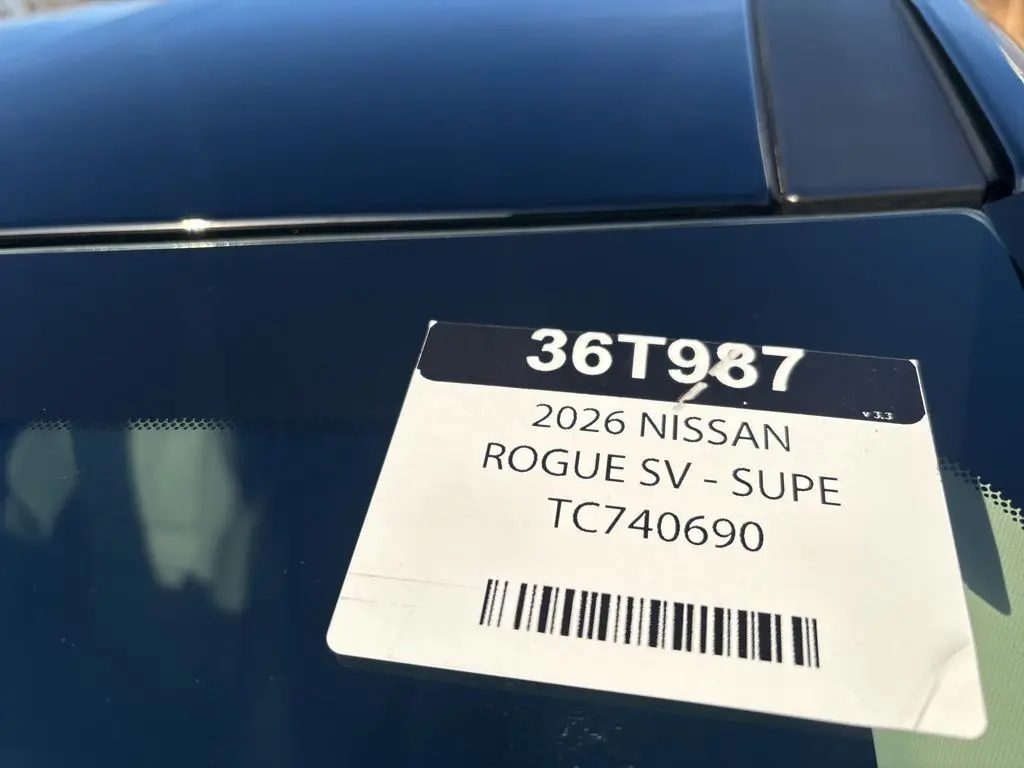 36T987
v 3.3
2026 NISSAN
ROGUE SV - SUPE
TC740690